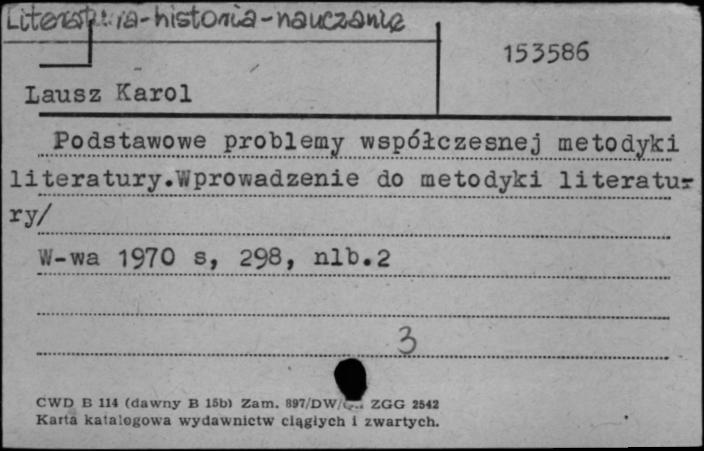 Literatura-historia-nauczanie
153586
Lausz Karol
Podstawowe problemy współczesnej metodyki
literatury.Wprowadzenie do metodyki literatu-
ry/
W-wa 1970 s, 298, nlb.2
3
CWD B 114 (dawny B 15b) Zam. 897/DW/ ZGG 2542
Karta katalogowa wydawnictw ciągłych i zwartych.